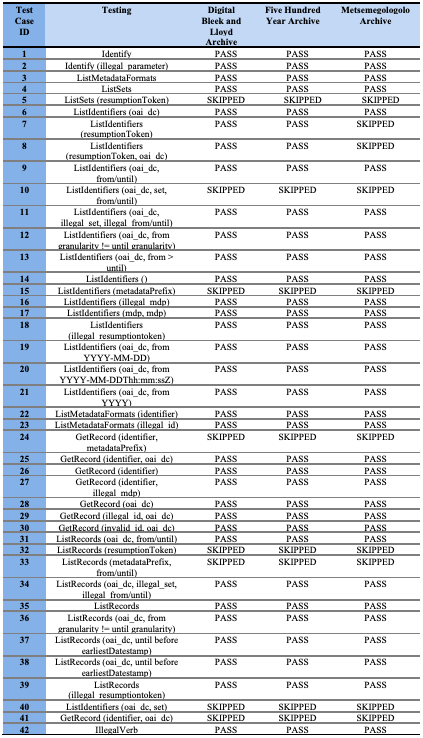 Test Case ID Testing Digital Bleek and Lloyd Archive Five Hundred Year Archive Metsemegologolo Archive
1 Identify PASS PASS PASS
2 Identify (illegal_parameter) PASS PASS PASS
3 ListMetadataFormats PASS PASS PASS
4 ListSets PASS PASS PASS
5 ListSets (resumptionToken) SKIPPED SKIPPED SKIPPED
6 ListIdentifiers (oai_dc) PASS PASS PASS
7 ListIdentifiers PASS PASS SKIPPED
(resumptionToken)
8 ListIdentifiers PASS PASS SKIPPED
(resumptionToken, oai_dc)
9 ListIdentifiers (oai_dc, PASS PASS PASS
from/until)
10 ListIdentifiers (oai_dc, set, SKIPPED SKIPPED SKIPPED
from/until)
11 ListIdentifiers (oai_dc, PASS PASS PASS
illegal_set, illegal_from/until)
12 ListIdentifiers (oai_dc, from PASS PASS PASS
granularity != until granularity)
13 ListIdentifiers (oai_dc, from > PASS PASS PASS
until)
14 ListIdentifiers () PASS PASS PASS
15 ListIdentifiers (metadataPrefix) SKIPPED SKIPPED SKIPPED
16 ListIdentifiers (illegal_mdp) PASS PASS PASS
17 ListIdentifiers (mdp, mdp) PASS PASS PASS
18 ListIdentifiers PASS PASS PASS
(illegal_resumptiontoken)
19 ListIdentifiers (oai_dc, from PASS PASS PASS
YYYY-MM-DD)
20 ListIdentifiers (oai_dc, from PASS PASS PASS
YYYY-MM-DDThh:mm:ssZ)
21 ListIdentifiers (oai_dc, from PASS PASS PASS
YYYY)
22 ListMetadataFormats (identifier) PASS PASS PASS
23 ListMetadataFormats (illegal_id) PASS PASS PASS
24 GetRecord (identifier, SKIPPED SKIPPED SKIPPED
metadataPrefix)
25 GetRecord (identifier, oai_dc) PASS PASS PASS
26 GetRecord (identifier) PASS PASS PASS
27 GetRecord (identifier, PASS PASS PASS
illegal_mdp)
28 GetRecord (oai_dc) PASS PASS PASS
29 GetRecord (illegal_id, oai_dc) PASS PASS PASS
30 GetRecord (invalid_id, oai_dc) PASS PASS PASS
31 ListRecords (oai_dc, from/until) PASS PASS PASS
32 ListRecords (resumptionToken) SKIPPED SKIPPED SKIPPED
33 ListRecords (metadataPrefix, SKIPPED SKIPPED SKIPPED
from/until)
34 ListRecords (oai_dc, illegal_set, PASS PASS PASS
illegal_from/until)
35 ListRecords PASS PASS PASS
36 ListRecords (oai_dc, from PASS PASS PASS
granularity != until granularity)
37 ListRecords (oai_dc, until before PASS PASS PASS
earliestDatestamp)
38 ListRecords (oai_dc, until before PASS PASS PASS
earliestDatestamp)
39 ListRecords PASS PASS PASS
(illegal_resumptiontoken)
40 ListIdentifiers (oai_dc, set) SKIPPED SKIPPED SKIPPED
41 GetRecord (identifier, oai_dc) SKIPPED SKIPPED SKIPPED
42 IllegalVerb PASS PASS PASS